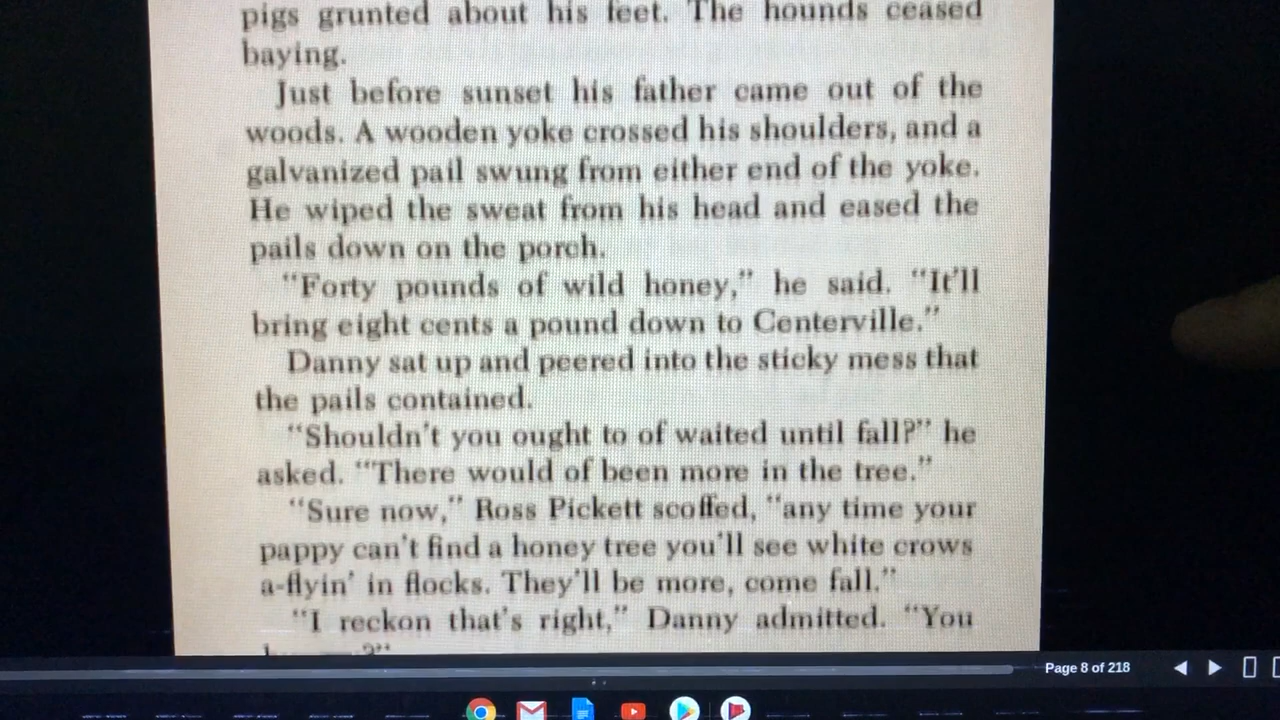 pigs grunted about his feet. The hounds ceased
baying.
Just before sunset his father came out of the
woods. A wooden yoke crossed his shoulders, and a
galvanized pail swung from either end of the yoke.
He wiped the sweat from his head and eased the
pails down on the porch.
“Forty pounds of wild honey,” he said. “It’ll
bring eight cents a pound down to Centerville.”
Danny sat up and peered into the sticky mess that
the pails contained.
“Shouldn’t you ought to of waited until fall?” he
asked. “There would of been more in the tree.”
“Sure now,” Ross Pickett scoffed, “any time your
pappy can’t find a honey tree you’ll see white crows
a-flyin’ in flocks. They’ll be more, come fall.”
“I reckon that’s right,” Danny admitted. “You
Page 8 of 218